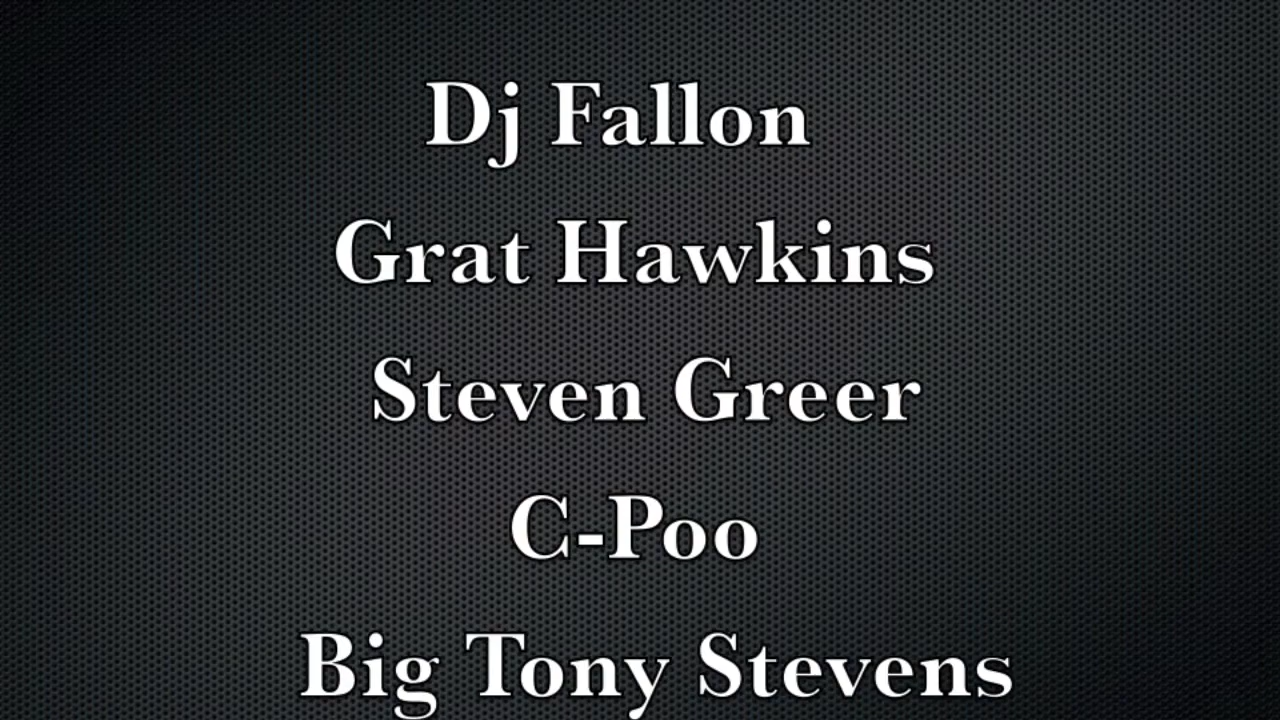 Dj Fallon
Grat Hawkins
Steven Greer
C-Poo
Big Tony Stevens